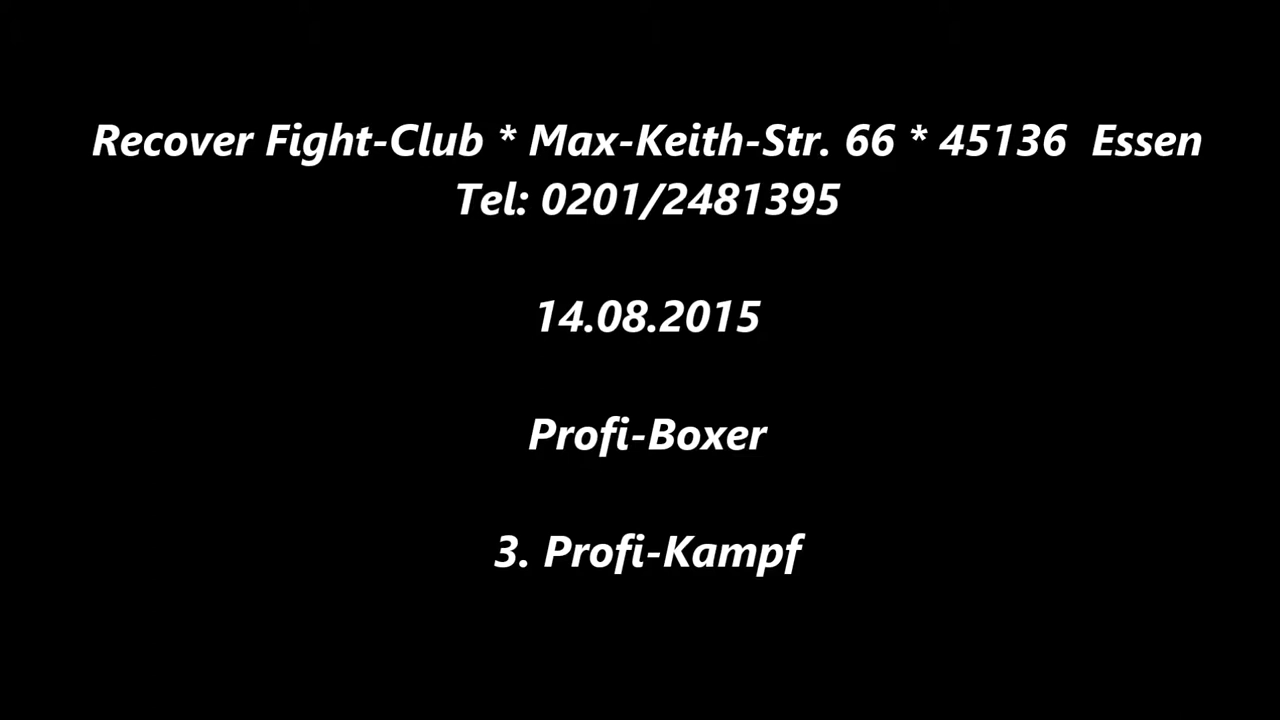 Recover Fight-Club * Max-Keith-Str. 66 * 45136  Essen
Tel: 0201/2481395
14.08.2015
Profi-Boxer
3. Profi-Kampf